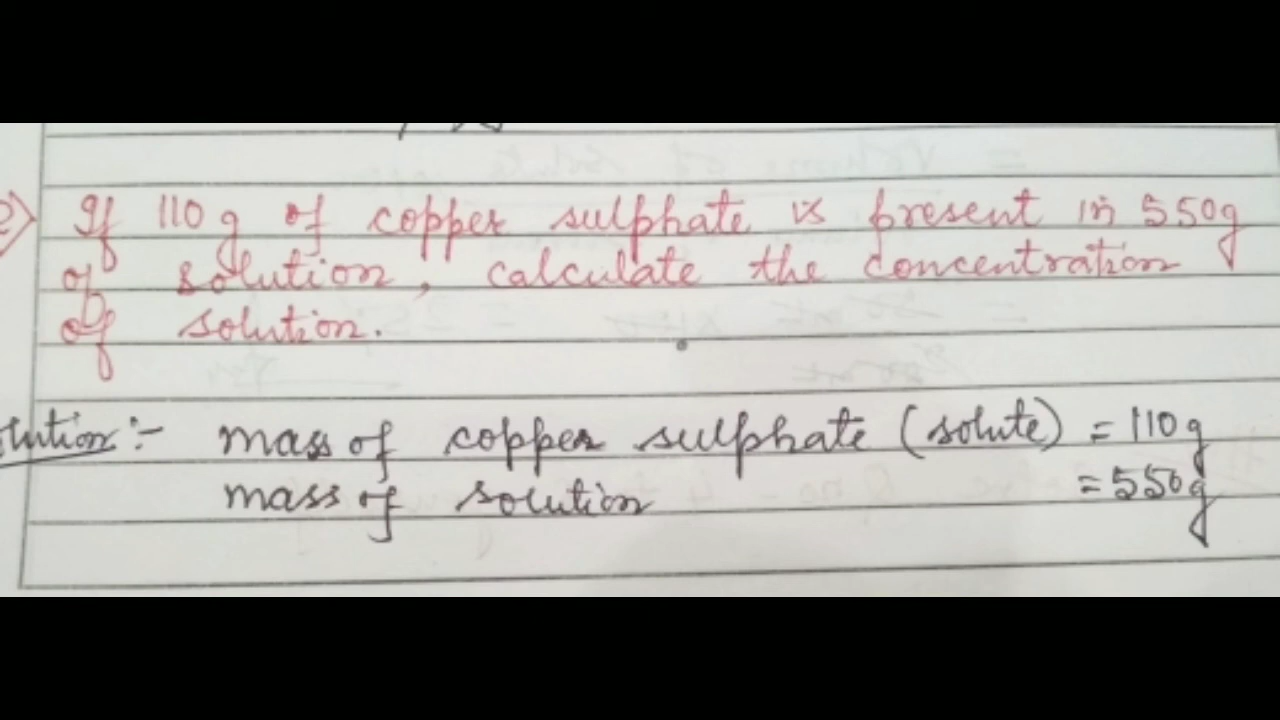 2) If 110 g of copper sulphate is present in 550g
of solution, calculate the concentration
of solution.
lution :- mass of copper sulphate (solute) = 110g
mass of solution = 550g